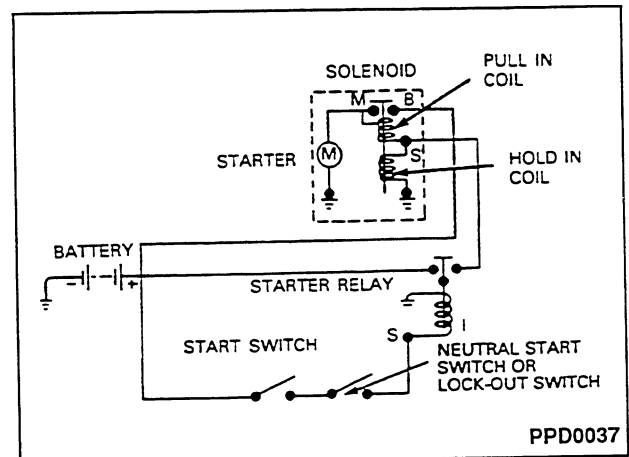 SOLENOID
PULL IN
COIL
M
B
STARTER
M
S
HOLD IN
COIL
BATTERY
- +
STARTER RELAY
START SWITCH
S
I
NEUTRAL START
SWITCH OR
LOCK-OUT SWITCH
PPD0037